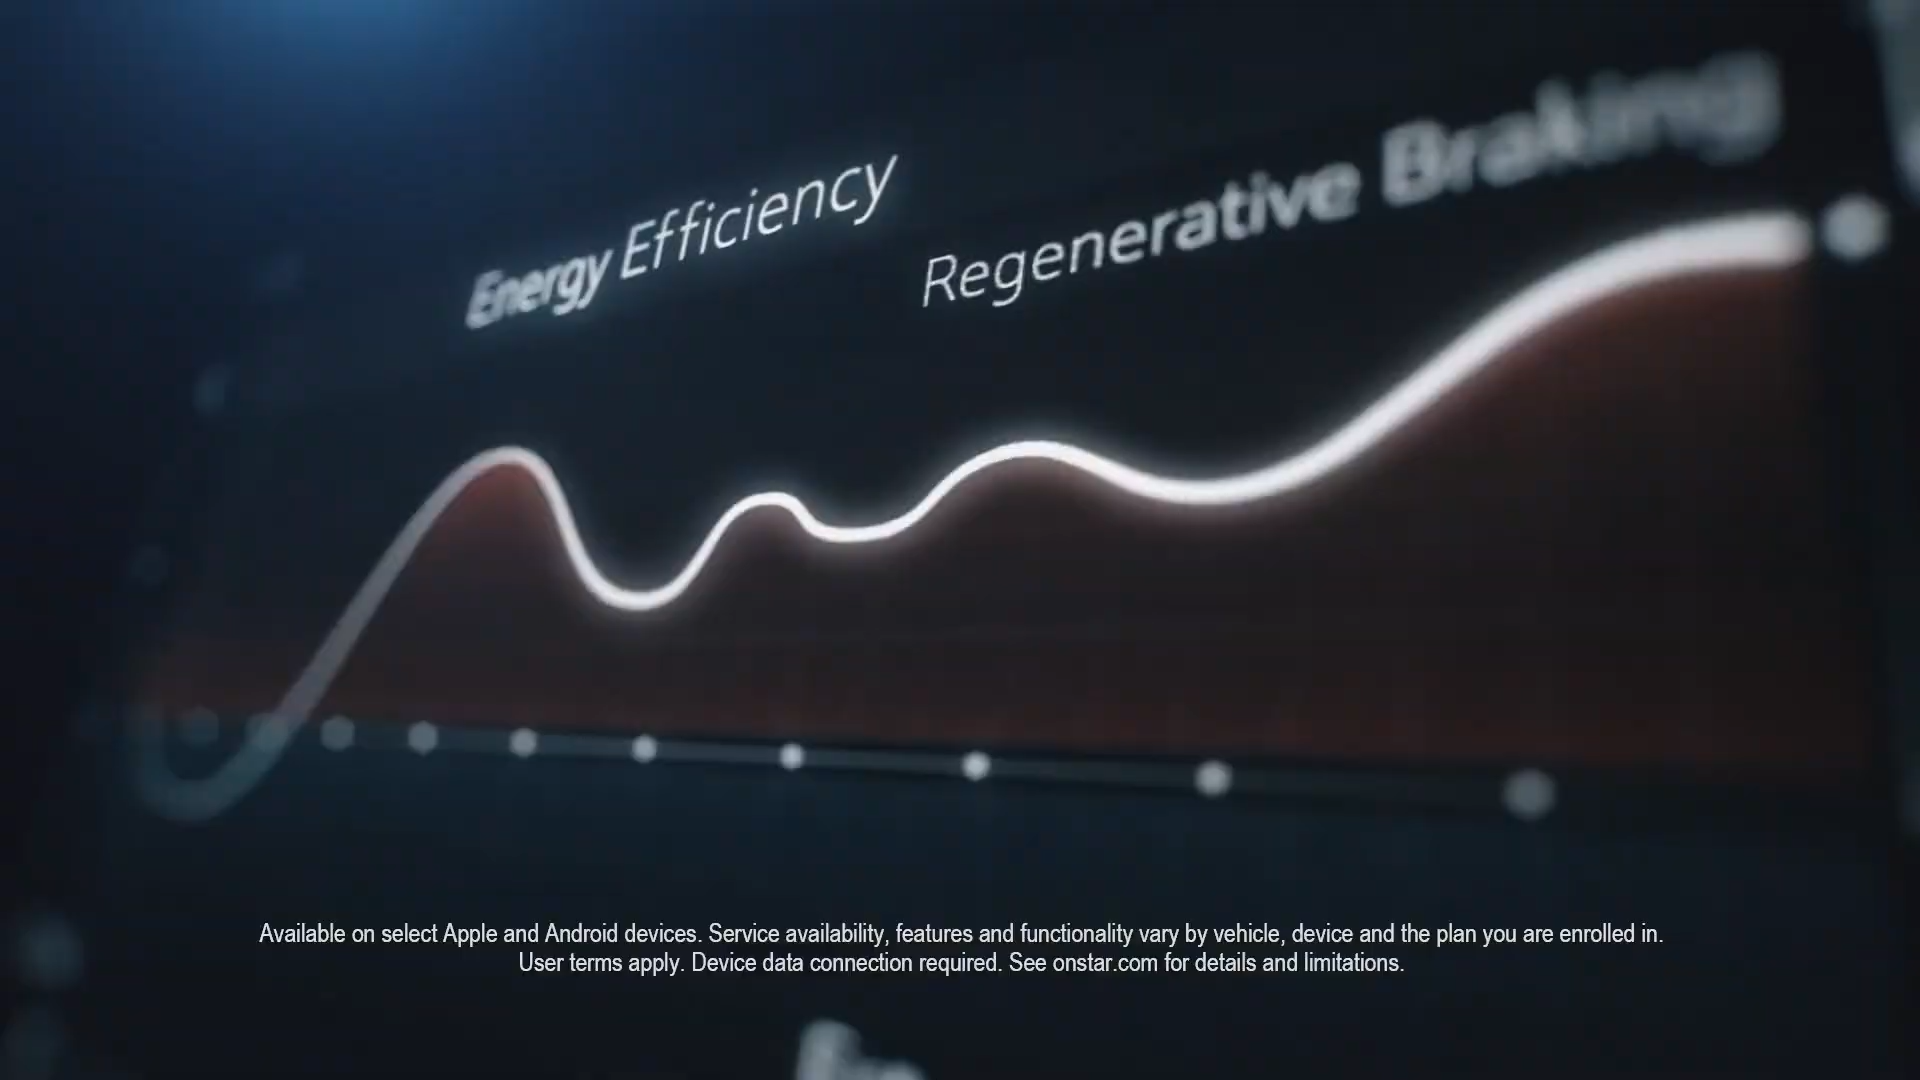 Energy Efficiency
Regenerative Braking
Available on select Apple and Android devices. Service availability, features and functionality vary by vehicle, device and the plan you are enrolled in.
User terms apply. Device data connection required. See onstar.com for details and limitations.